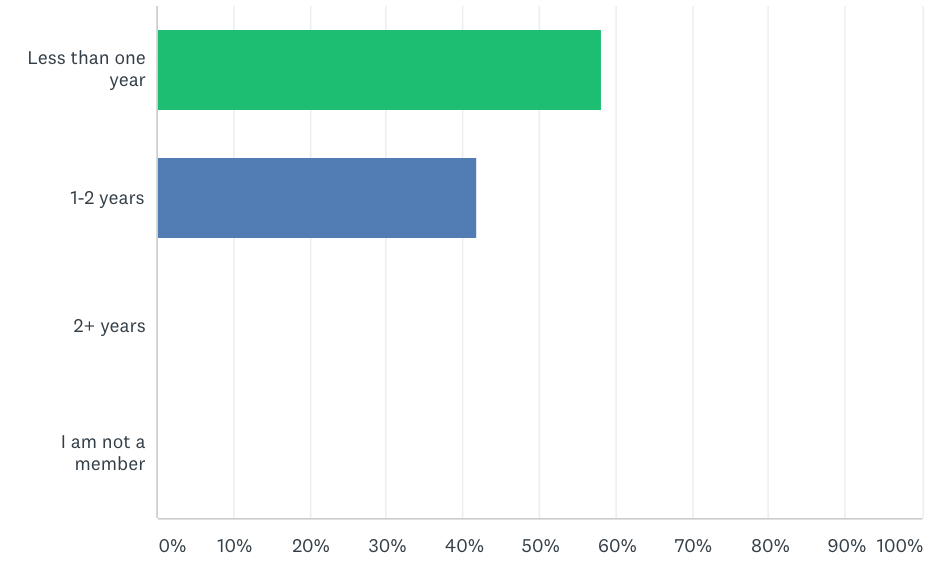 Less than one
year
1-2 years
2+ years
I am not a
member
0% 10% 20% 30% 40% 50% 60% 70% 80% 90% 100%